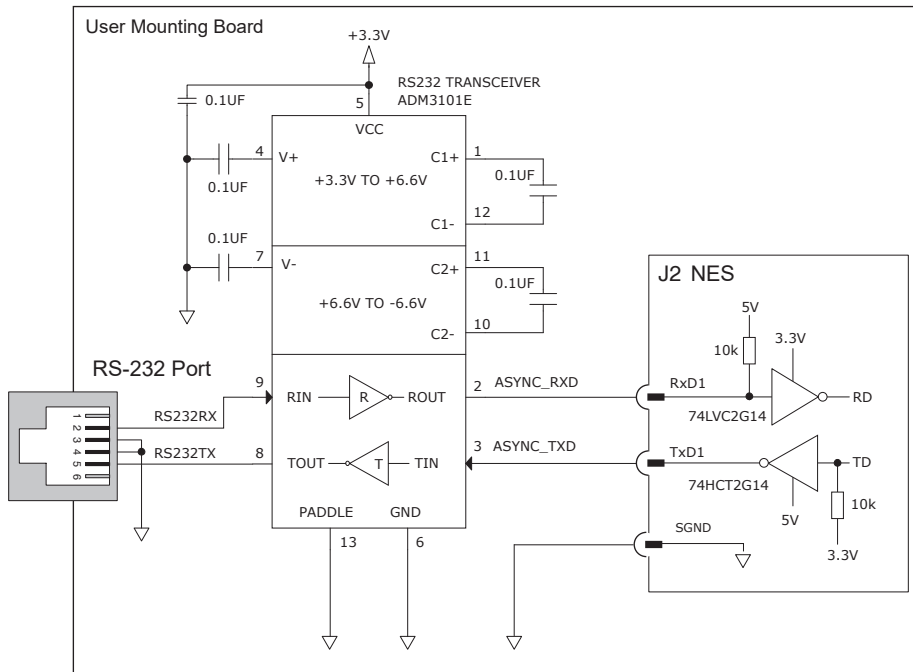 User Mounting Board
+3.3V
RS232 TRANSCEIVER
ADM3101E
0.1UF
5
VCC
4
V+
C1+
1
0.1UF
+3.3V TO +6.6V
0.1UF
C1-
12
0.1UF
7
V-
C2+
11
+6.6V TO -6.6V
0.1UF
C2-
10
J2 NES
5V
10k
3.3V
RS-232 Port
9
RIN
R
ROUT
2
ASYNC_RXD
RxD1
RD
74LVC2G14
1
2
3
4
5
6
RS232RX
RS232TX
8
TOUT
T
TIN
3
ASYNC_TXD
TxD1
TD
74HCT2G14
10k
5V
3.3V
PADDLE
GND
13
6
SGND